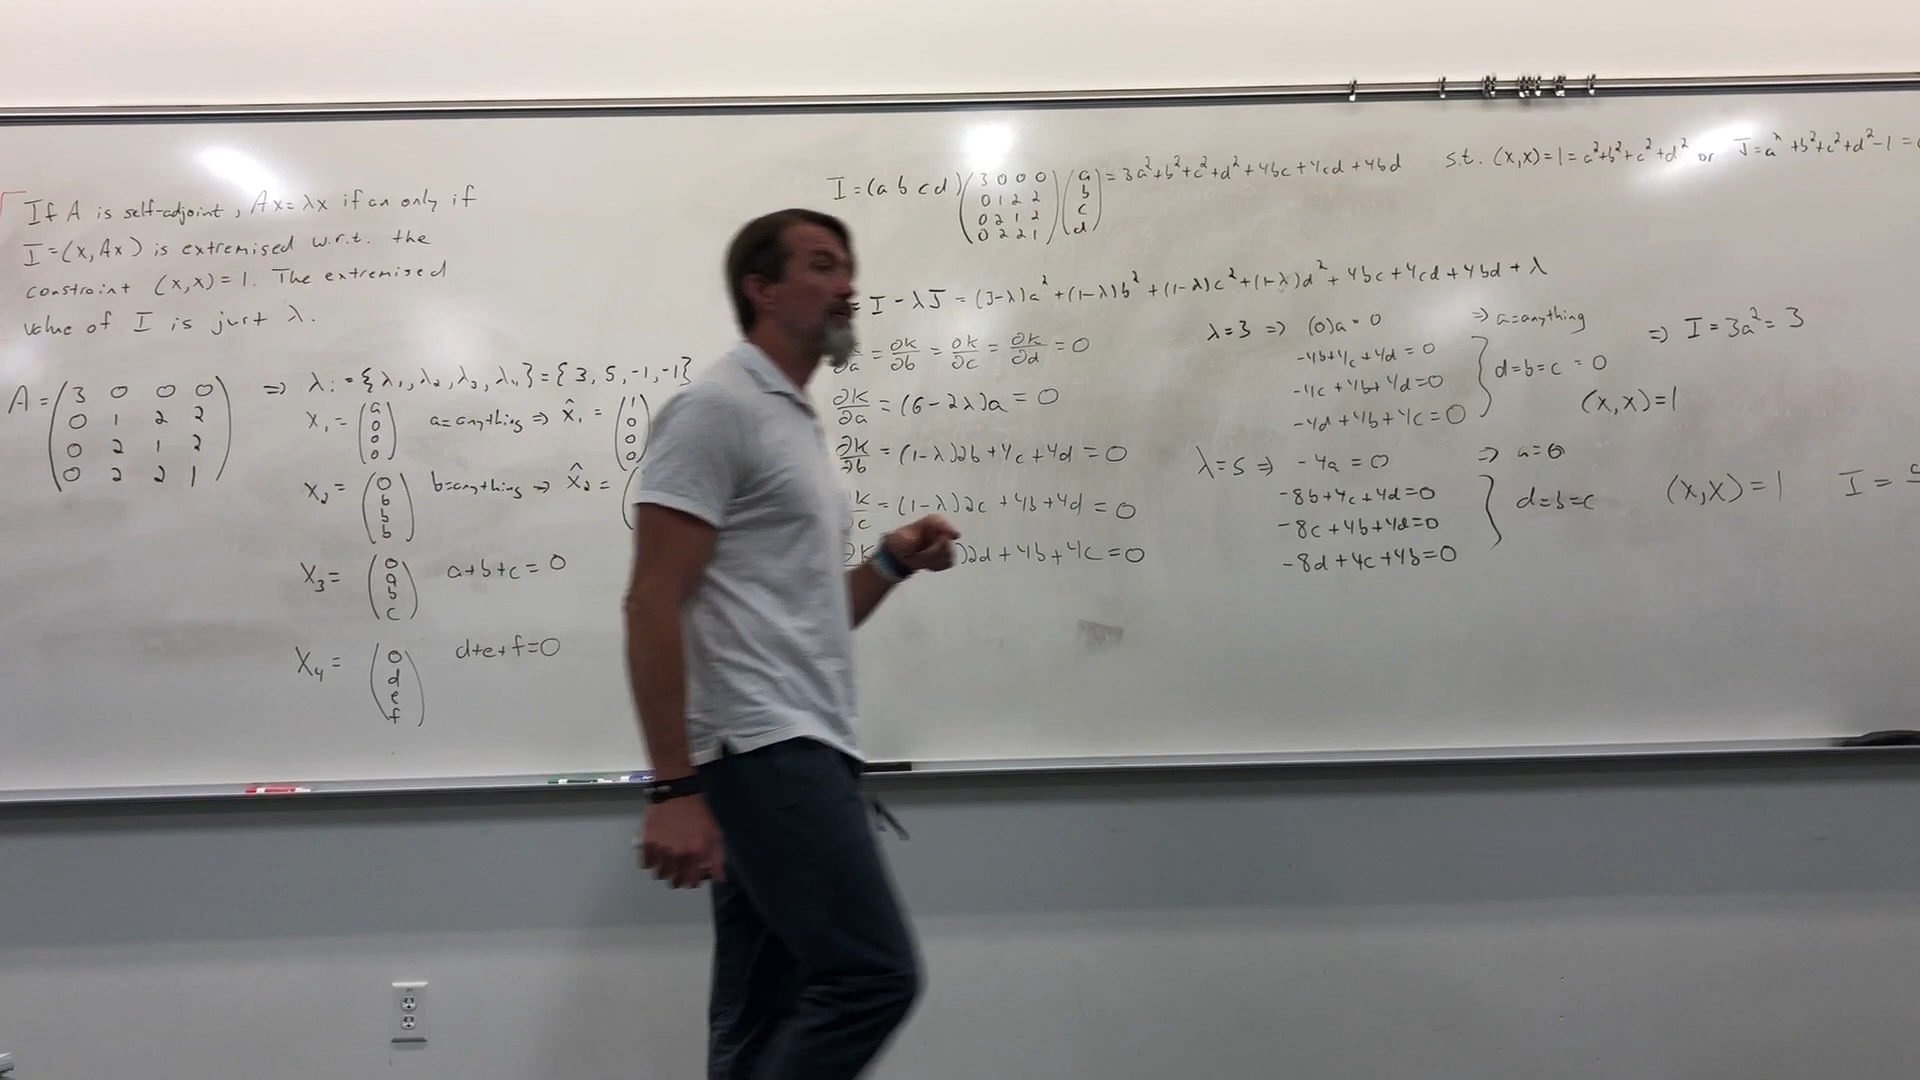 If A is self-adjoint, Ax=λx if an only if
I=(x,Ax) is extremised w.r.t. the
constraint (x,x)=1. The extremised
value of I is just λ.
A = (3 0 0 0
0 1 2 2
0 2 1 2
0 2 2 1)
⇒ λi = {λ₁, λ₂, λ₃, λ₄} = {3, 5, -1, -1}
X₁ = (a 0 0 0) a=anything ⇒ x̂₁ = (1 0 0 0)
X₂ = (0 b b b) b=anything ⇒ x̂₂ = (
X₃ = (0 a b c) a+b+c=0
X₄ = (0 d e f) d+e+f=0
I = (a b c d) (3 0 0 0
0 1 2 2
0 2 1 2
0 2 2 1) (a b c d) = 3a²+b²+c²+d²+4bc+4cd+4bd s.t. (x,x)=1=a²+b²+c²+d² or J=a²+b²+c²+d²-1=
= I-λJ = (3-λ)a²+(1-λ)b²+(1-λ)c²+(1-λ)d²+4bc+4cd+4bd+λ
= ∂K/∂b = ∂K/∂c = ∂K/∂d = 0
∂K/∂a = (6-2λ)a = 0
∂K/∂b = (1-λ)2b+4c+4d = 0
= (1-λ)2c+4b+4d = 0
)2d+4b+4c=0
λ=3 ⇒ (0)a=0 ⇒ a=anything
-4b+4c+4d=0
-4c+4b+4d=0
-4d+4b+4c=0
} d=b=c=0
⇒ I=3a²=3
(x,x)=1
λ=5 ⇒ -4a=0 ⇒ a=0
-8b+4c+4d=0
-8c+4b+4d=0
-8d+4c+4b=0
} d=b=c
(x,x)=1 I=